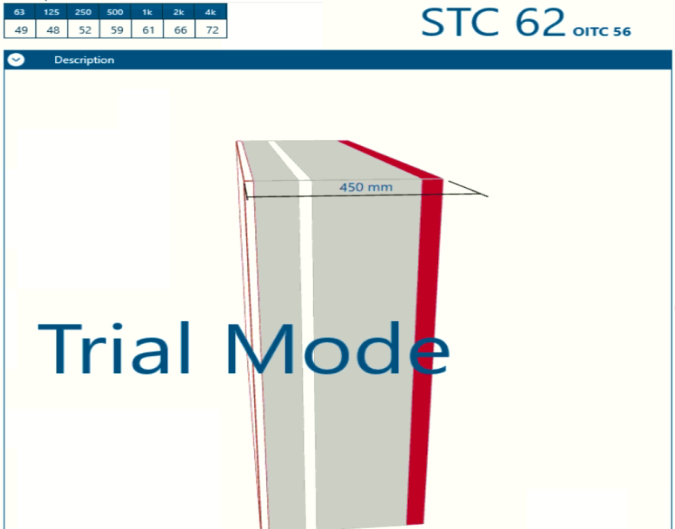 63 125 250 500 1k 2k 4k
49 48 52 59 61 66 72
STC 62 OITC 56
Description
450 mm
Trial Mode